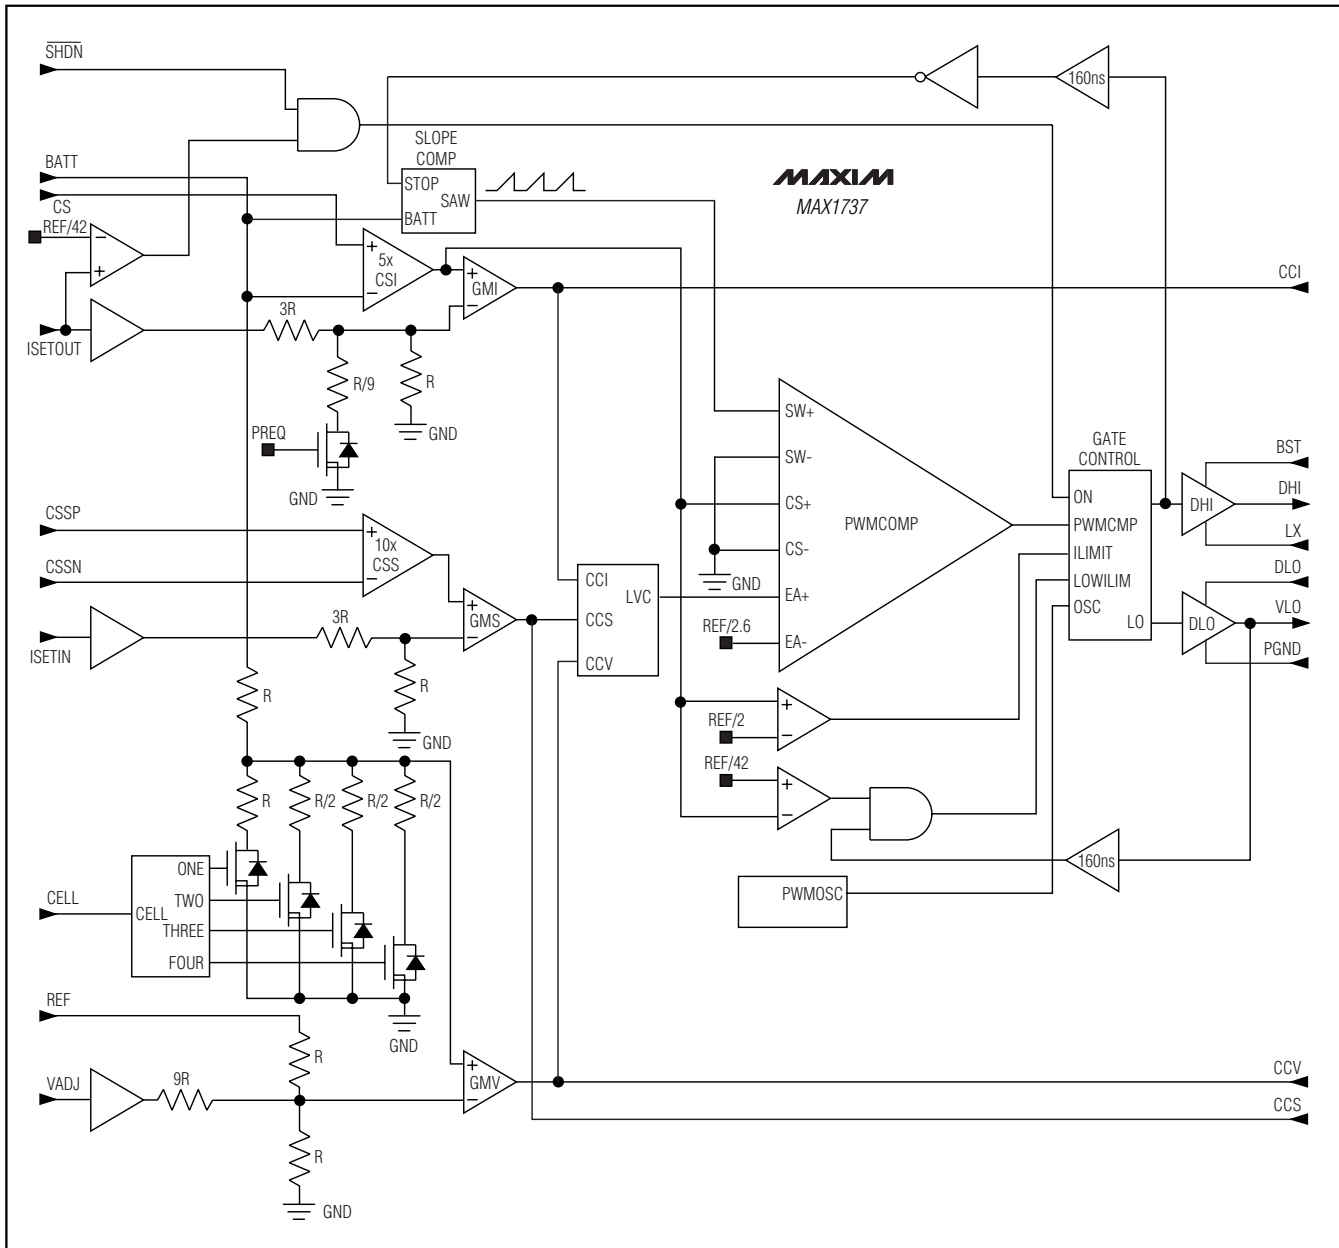 SHDN
160ns
SLOPE
COMP
BATT
STOP
SAW
BATT
MAXIM
MAX1737
CS
REF/42
−
+
+
5x
CSI
−
+
GMI
−
CCI
ISETOUT
3R
R/9
R
GND
PREQ
GND
SW+
SW-
CS+
CS-
GND
EA+
EA-
REF/2.6
PWMCOMP
GATE
CONTROL
ON
PWMCMP
ILIMIT
LOWILIM
OSC
LO
BST
DHI
DHI
LX
DLO
DLO
VLO
PGND
CSSP
+
10x
CSS
−
CSSN
CCI
CCS
CCV
LVC
+
GMS
−
ISETIN
3R
R
GND
R
REF/2
+
−
REF/42
+
−
R
R/2
R/2
R/2
160ns
PWMOSC
CELL
CELL
ONE
TWO
THREE
FOUR
GND
REF
R
VADJ
9R
+
GMV
−
CCV
CCS
R
GND